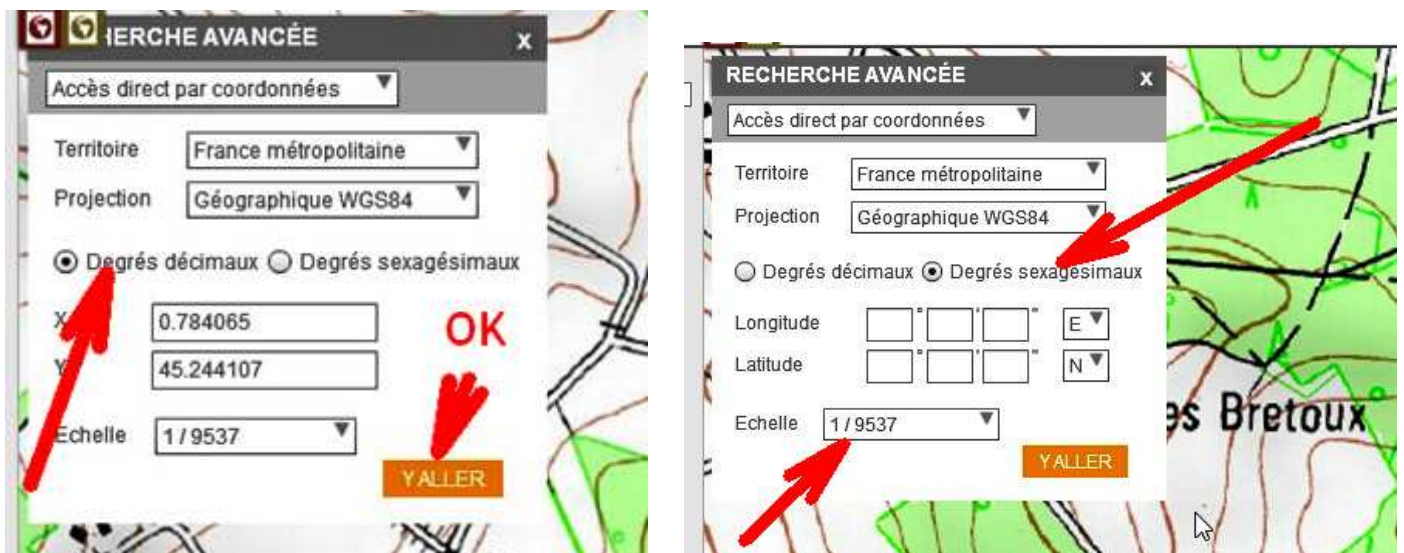 HERCHE AVANCÉE x
Accès direct par coordonnées
Territoire France métropolitaine
Projection Géographique WGS84
Degrés décimaux Degrés sexagésimaux
X 0.784065
OK
Y 45.244107
Echelle 1 / 9537
Y ALLER
RECHERCHE AVANCÉE x
Accès direct par coordonnées
Territoire France métropolitaine
Projection Géographique WGS84
Degrés décimaux Degrés sexagésimaux
Longitude ° ' " E
Latitude ° ' " N
Echelle 1 / 9537
Y ALLER
es Bretoux